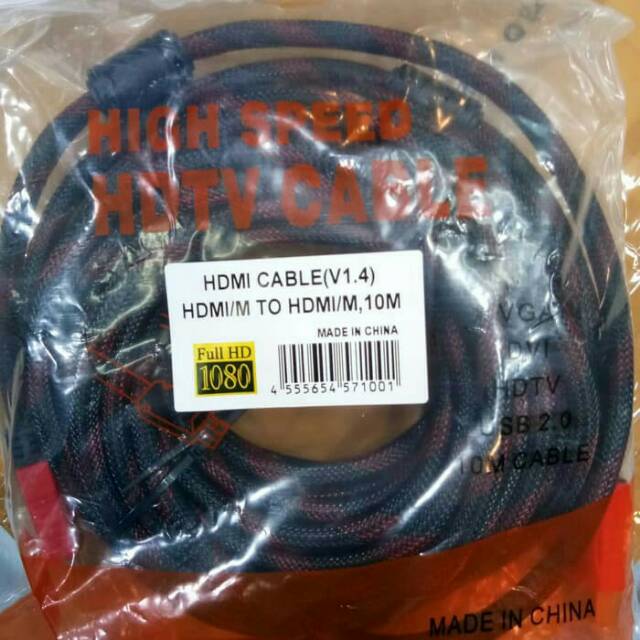 HIGH SPEED
HDTV CABLE
HDMI CABLE(V1.4)
HDMI/M TO HDMI/M,10M
MADE IN CHINA
Full HD
1080
4 555654 571001
VGA
DVI
HDTV
USB 2.0
10M CABLE
MADE IN CHINA